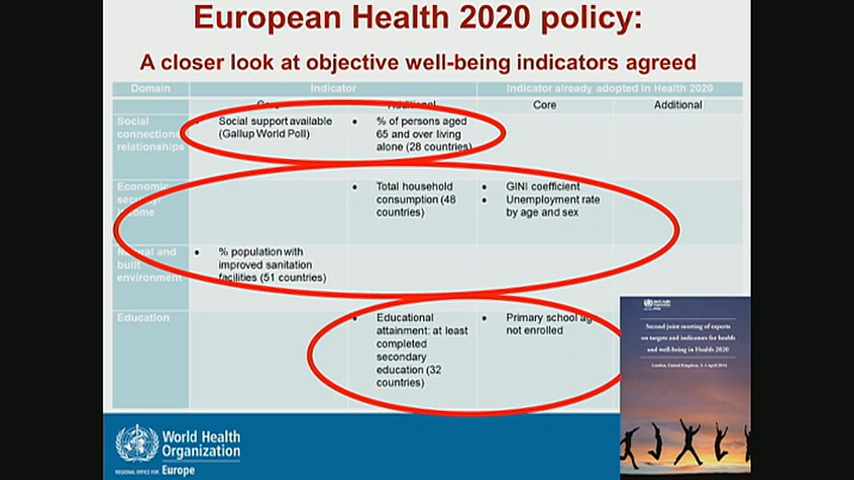 European Health 2020 policy:
A closer look at objective well-being indicators agreed
Domain Indicator Indicator already adopted in Health 2020
Core Additional Core Additional
Social connections/ relationships
• Social support available (Gallup World Poll)
• % of persons aged 65 and over living alone (28 countries)
Economic security/ income
• Total household consumption (48 countries)
• GINI coefficient
• Unemployment rate by age and sex
Natural and built environment
• % population with improved sanitation facilities (51 countries)
Education
• Educational attainment: at least completed secondary education (32 countries)
• Primary school age not enrolled
Second joint meeting of experts
on targets and indicators for health
and well-being in Health 2020
London, United Kingdom,
World Health
Organization
REGIONAL OFFICE FOR Europe